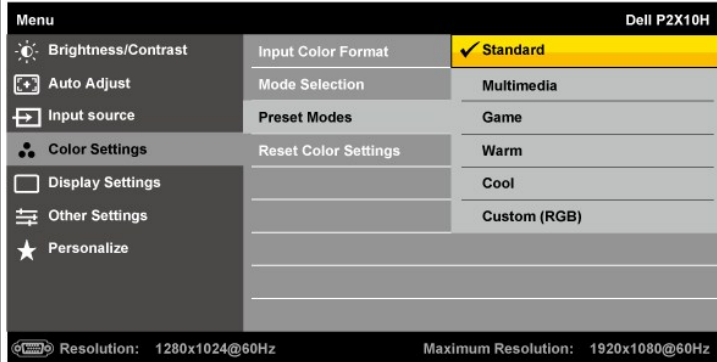 Menu Dell P2X10H
Brightness/Contrast Input Color Format Standard
Auto Adjust Mode Selection Multimedia
Input source Preset Modes Game
Color Settings Reset Color Settings Warm
Display Settings Cool
Other Settings Custom (RGB)
Personalize
Resolution: 1280x1024@60Hz Maximum Resolution: 1920x1080@60Hz